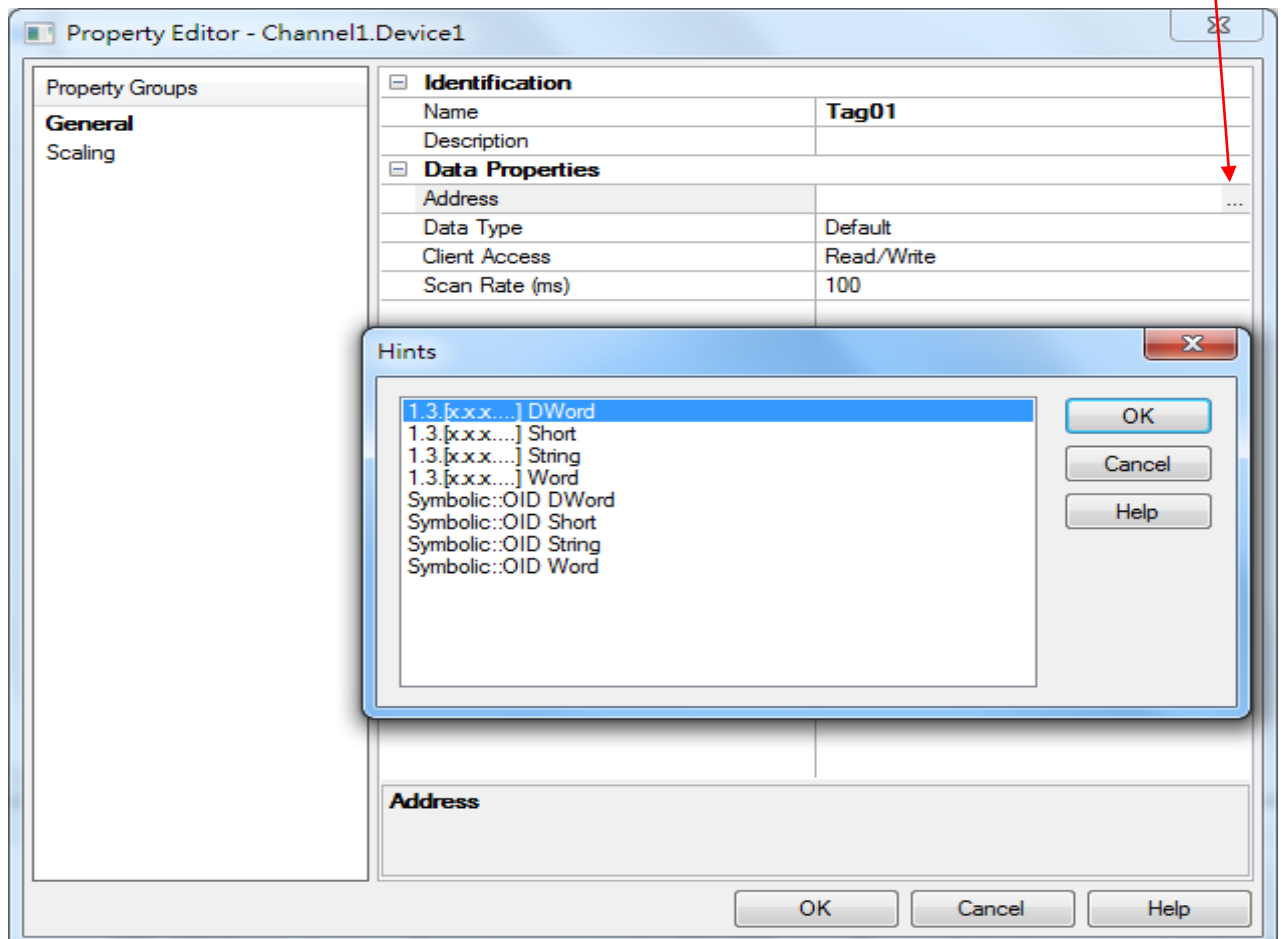 Property Editor - Channel1.Device1
Property Groups
General
Scaling
Identification
Name Tag01
Description
Data Properties
Address ...
Data Type Default
Client Access Read/Write
Scan Rate (ms) 100
Hints
1.3.[x.x.x....] DWord
1.3.[x.x.x....] Short
1.3.[x.x.x....] String
1.3.[x.x.x....] Word
Symbolic::OID DWord
Symbolic::OID Short
Symbolic::OID String
Symbolic::OID Word
OK
Cancel
Help
Address
OK Cancel Help